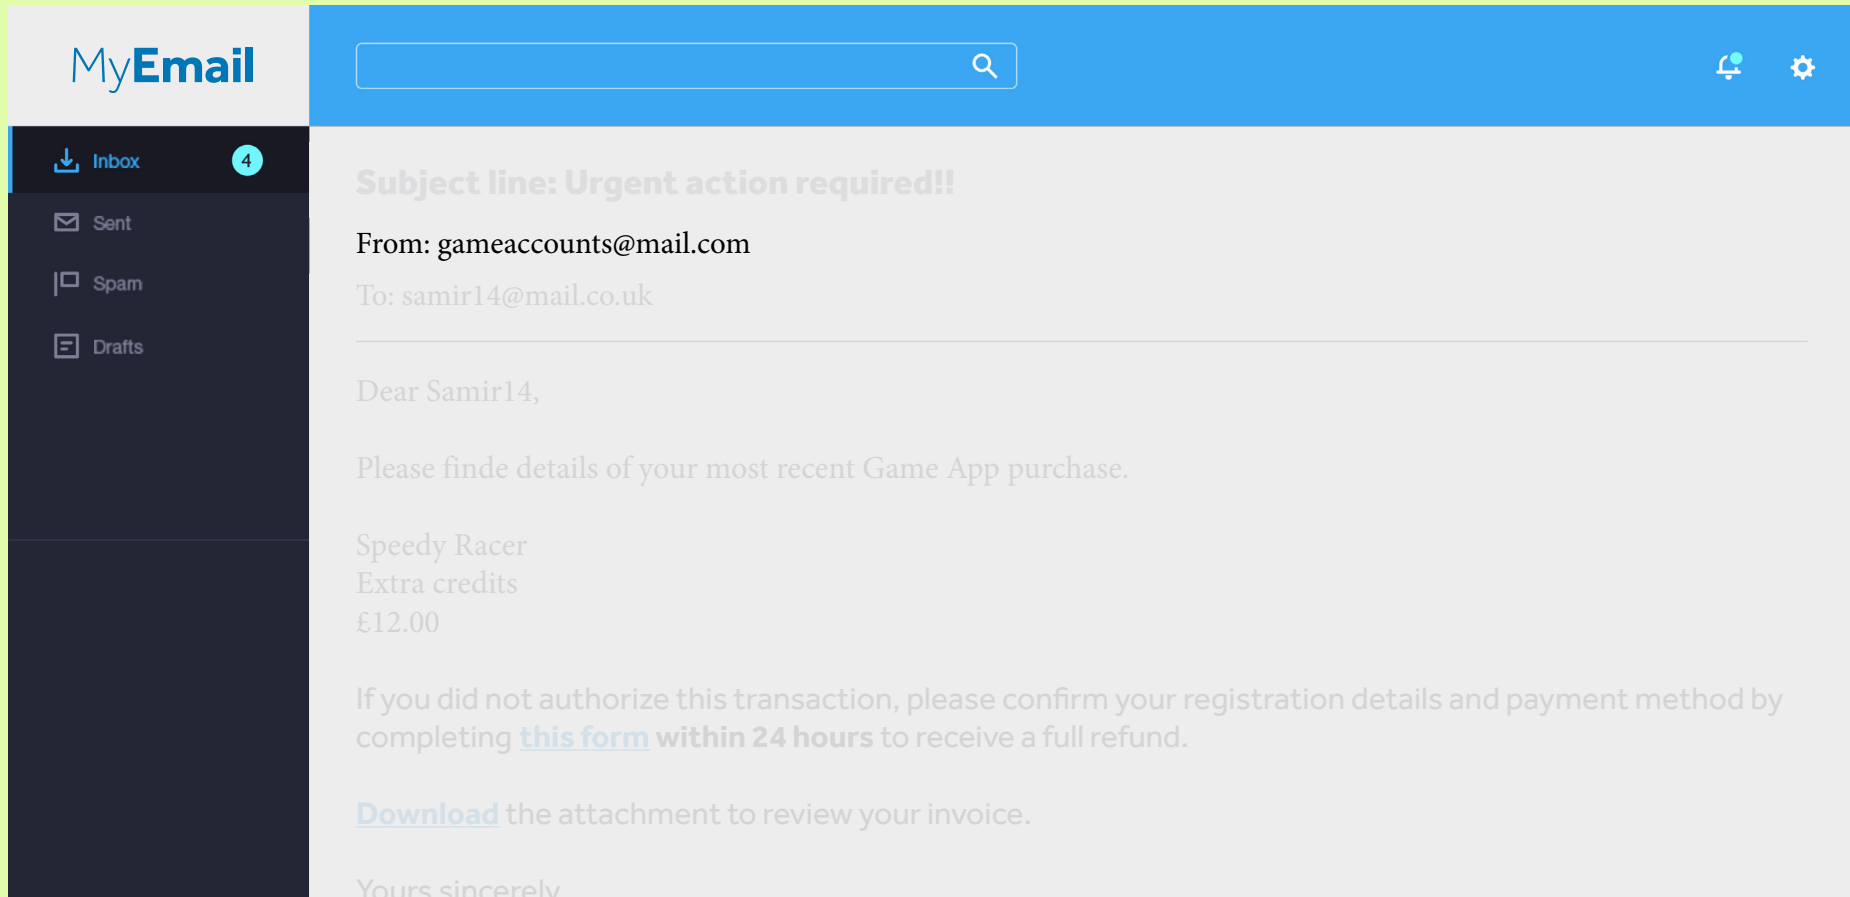 MyEmail
Inbox
4
Sent
Spam
Drafts
Subject line: Urgent action required!!
From: gameaccounts@mail.com
To: samir14@mail.co.uk
Dear Samir14,
Please finde details of your most recent Game App purchase.
Speedy Racer
Extra credits
£12.00
If you did not authorize this transaction, please confirm your registration details and payment method by
completing this form within 24 hours to receive a full refund.
Download the attachment to review your invoice.
Yours sincerely